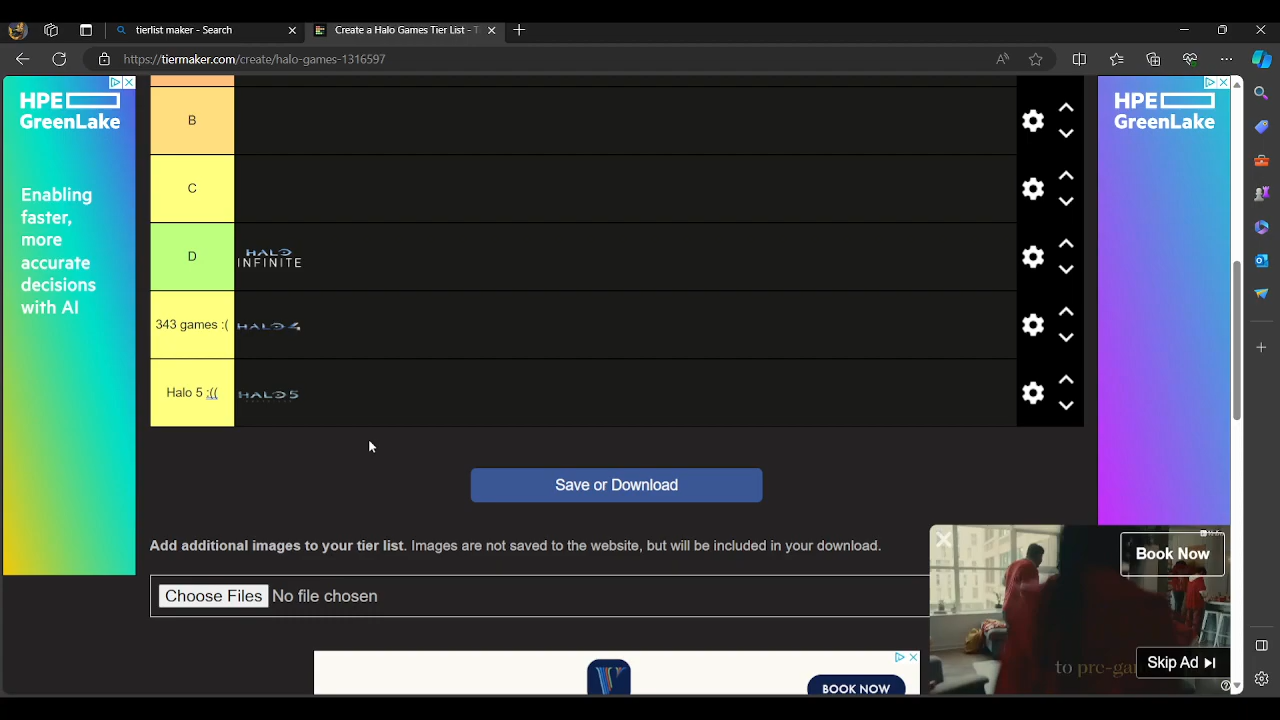 tierlist maker - Search
Create a Halo Games Tier List - T
https://tiermaker.com/create/halo-games-1316597
HPE
GreenLake
Enabling
faster,
more
accurate
decisions
with AI
B
C
D
HALO
INFINITE
343 games :(
HALO 4
Halo 5 :((
HALO 5
Save or Download
Add additional images to your tier list. Images are not saved to the website, but will be included in your download.
Choose Files No file chosen
BOOK NOW
HPE
GreenLake
Book Now
to pre-ga
Skip Ad